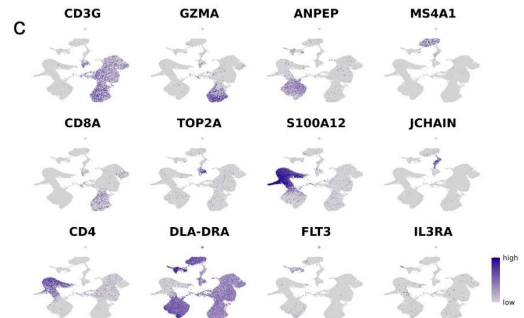 C
CD3G GZMA ANPEP MS4A1
CD8A TOP2A S100A12 JCHAIN
CD4 DLA-DRA FLT3 IL3RA
high
low